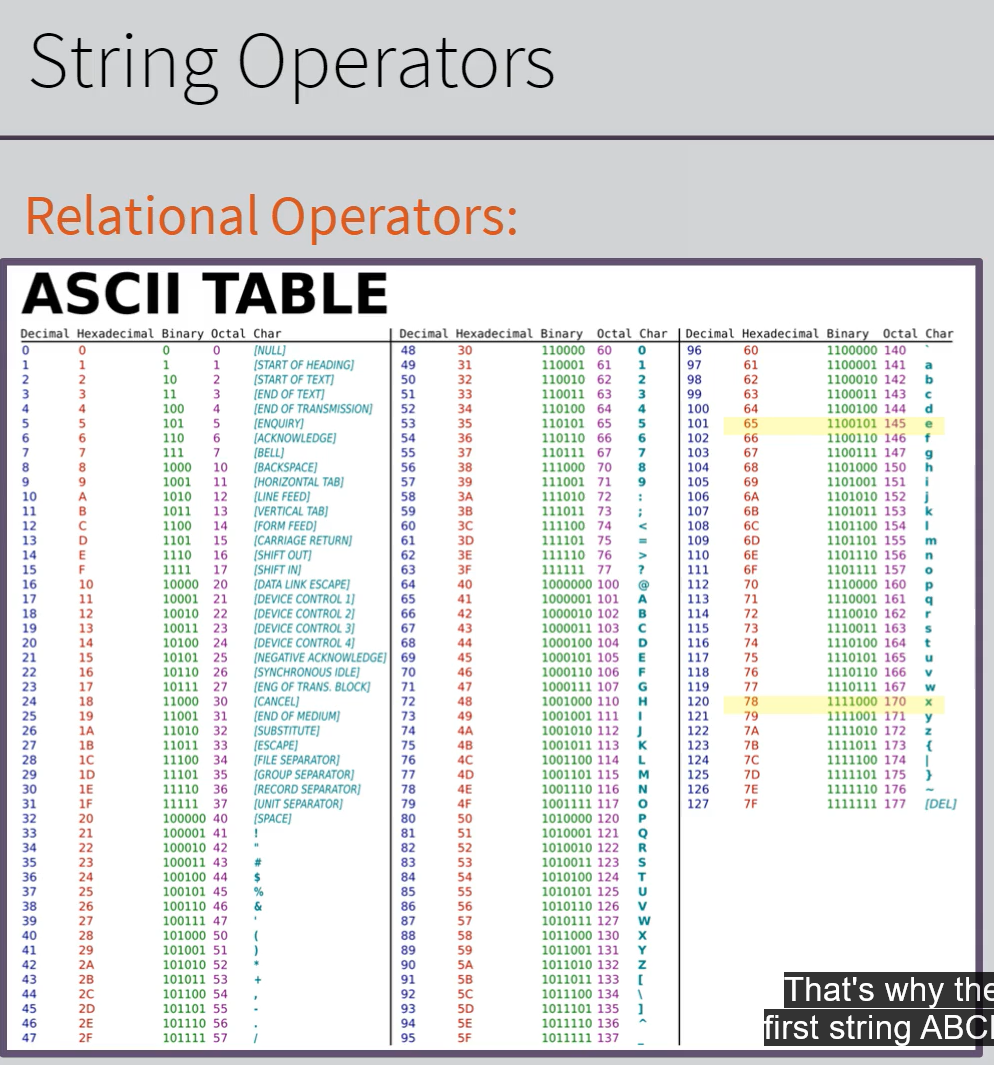 String Operators
Relational Operators:
ASCII TABLE
Decimal Hexadecimal Binary Octal Char | Decimal Hexadecimal Binary Octal Char | Decimal Hexadecimal Binary Octal Char
0 0 0 0 [NULL] 48 30 110000 60 0 96 60 1100000 140 `
1 1 1 1 [START OF HEADING] 49 31 110001 61 1 97 61 1100001 141 a
2 2 10 2 [START OF TEXT] 50 32 110010 62 2 98 62 1100010 142 b
3 3 11 3 [END OF TEXT] 51 33 110011 63 3 99 63 1100011 143 c
4 4 100 4 [END OF TRANSMISSION] 52 34 110100 64 4 100 64 1100100 144 d
5 5 101 5 [ENQUIRY] 53 35 110101 65 5 101 65 1100101 145 e
6 6 110 6 [ACKNOWLEDGE] 54 36 110110 66 6 102 66 1100110 146 f
7 7 111 7 [BELL] 55 37 110111 67 7 103 67 1100111 147 g
8 8 1000 10 [BACKSPACE] 56 38 111000 70 8 104 68 1101000 150 h
9 9 1001 11 [HORIZONTAL TAB] 57 39 111001 71 9 105 69 1101001 151 i
10 A 1010 12 [LINE FEED] 58 3A 111010 72 : 106 6A 1101010 152 j
11 B 1011 13 [VERTICAL TAB] 59 3B 111011 73 ; 107 6B 1101011 153 k
12 C 1100 14 [FORM FEED] 60 3C 111100 74 < 108 6C 1101100 154 l
13 D 1101 15 [CARRIAGE RETURN] 61 3D 111101 75 = 109 6D 1101101 155 m
14 E 1110 16 [SHIFT OUT] 62 3E 111110 76 > 110 6E 1101110 156 n
15 F 1111 17 [SHIFT IN] 63 3F 111111 77 ? 111 6F 1101111 157 o
16 10 10000 20 [DATA LINK ESCAPE] 64 40 1000000 100 @ 112 70 1110000 160 p
17 11 10001 21 [DEVICE CONTROL 1] 65 41 1000001 101 A 113 71 1110001 161 q
18 12 10010 22 [DEVICE CONTROL 2] 66 42 1000010 102 B 114 72 1110010 162 r
19 13 10011 23 [DEVICE CONTROL 3] 67 43 1000011 103 C 115 73 1110011 163 s
20 14 10100 24 [DEVICE CONTROL 4] 68 44 1000100 104 D 116 74 1110100 164 t
21 15 10101 25 [NEGATIVE ACKNOWLEDGE] 69 45 1000101 105 E 117 75 1110101 165 u
22 16 10110 26 [SYNCHRONOUS IDLE] 70 46 1000110 106 F 118 76 1110110 166 v
23 17 10111 27 [ENG OF TRANS. BLOCK] 71 47 1000111 107 G 119 77 1110111 167 w
24 18 11000 30 [CANCEL] 72 48 1001000 110 H 120 78 1111000 170 x
25 19 11001 31 [END OF MEDIUM] 73 49 1001001 111 I 121 79 1111001 171 y
26 1A 11010 32 [SUBSTITUTE] 74 4A 1001010 112 J 122 7A 1111010 172 z
27 1B 11011 33 [ESCAPE] 75 4B 1001011 113 K 123 7B 1111011 173 {
28 1C 11100 34 [FILE SEPARATOR] 76 4C 1001100 114 L 124 7C 1111100 174 |
29 1D 11101 35 [GROUP SEPARATOR] 77 4D 1001101 115 M 125 7D 1111101 175 }
30 1E 11110 36 [RECORD SEPARATOR] 78 4E 1001110 116 N 126 7E 1111110 176 ~
31 1F 11111 37 [UNIT SEPARATOR] 79 4F 1001111 117 O 127 7F 1111111 177 [DEL]
32 20 100000 40 [SPACE] 80 50 1010000 120 P
33 21 100001 41 ! 81 51 1010001 121 Q
34 22 100010 42 " 82 52 1010010 122 R
35 23 100011 43 # 83 53 1010011 123 S
36 24 100100 44 $ 84 54 1010100 124 T
37 25 100101 45 % 85 55 1010101 125 U
38 26 100110 46 & 86 56 1010110 126 V
39 27 100111 47 ' 87 57 1010111 127 W
40 28 101000 50 ( 88 58 1011000 130 X
41 29 101001 51 ) 89 59 1011001 131 Y
42 2A 101010 52 * 90 5A 1011010 132 Z
43 2B 101011 53 + 91 5B 1011011 133 [
44 2C 101100 54 , 92 5C 1011100 134 \
45 2D 101101 55 - 93 5D 1011101 135 ]
46 2E 101110 56 . 94 5E 1011110 136 ^
47 2F 101111 57 / 95 5F 1011111 137 _
That's why the
first string ABC